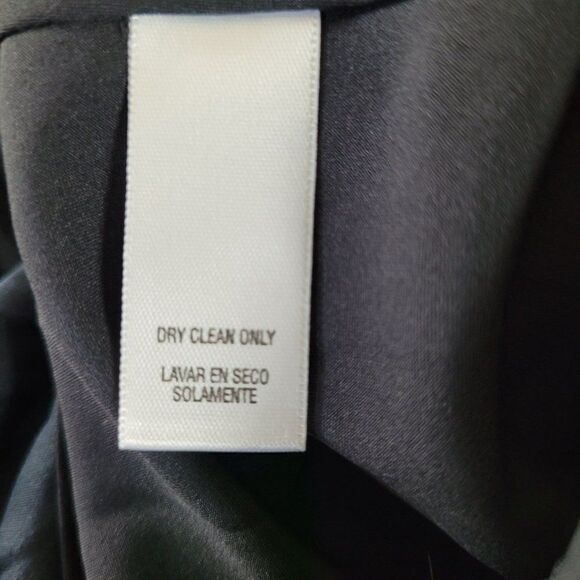 DRY CLEAN ONLY
LAVAR EN SECO
SOLAMENTE